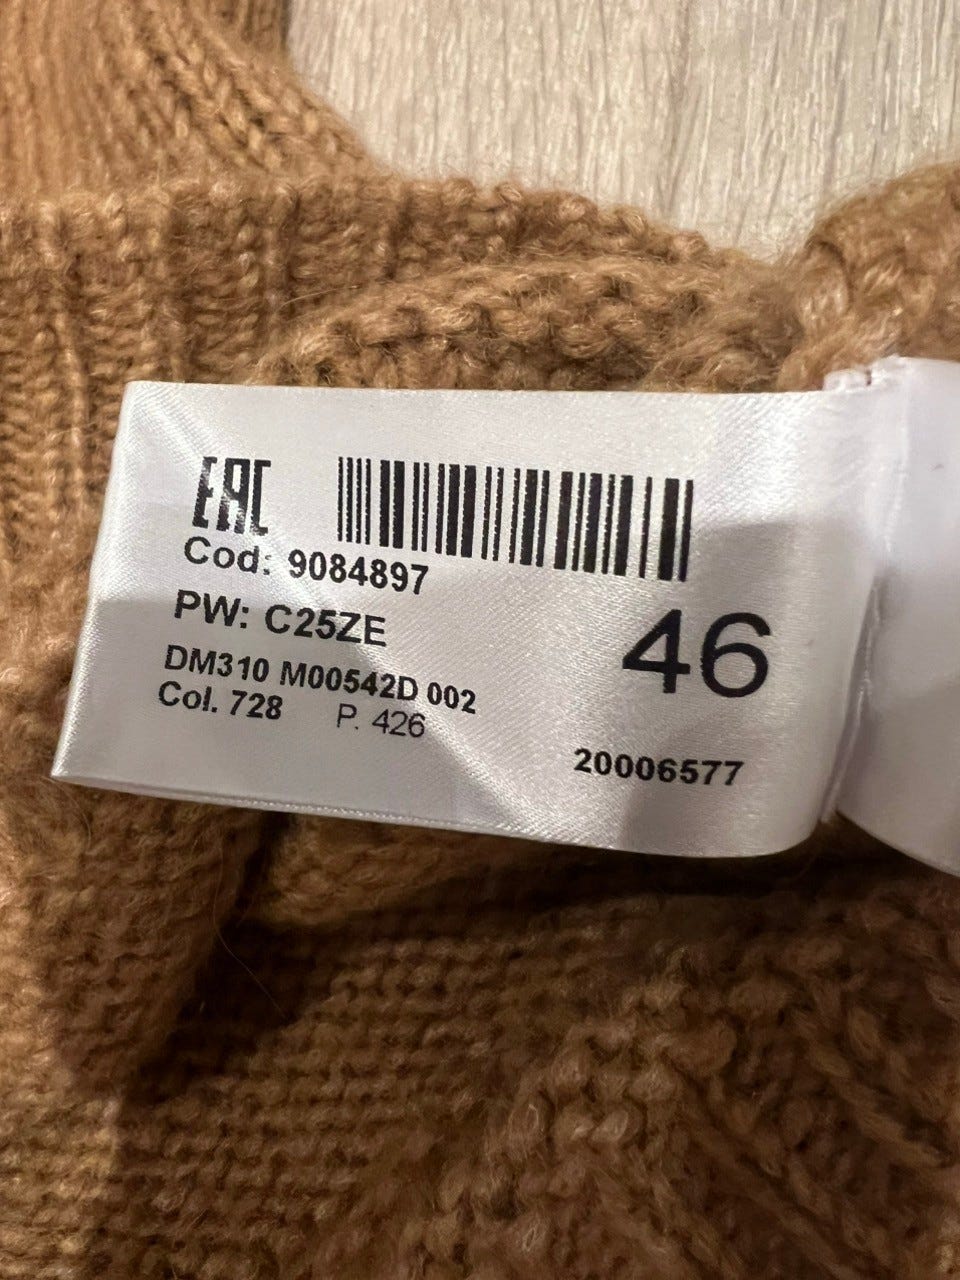 EAC
Cod: 9084897
PW: C25ZE
46
DM310 M00542D 002
Col. 728 P. 426
20006577